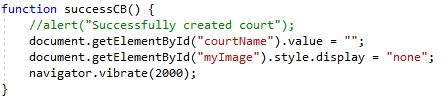 function successCB() {
    //alert("Successfully created court");
    document.getElementById("courtName").value = "";
    document.getElementById("myImage").style.display = "none";
    navigator.vibrate(2000);
}